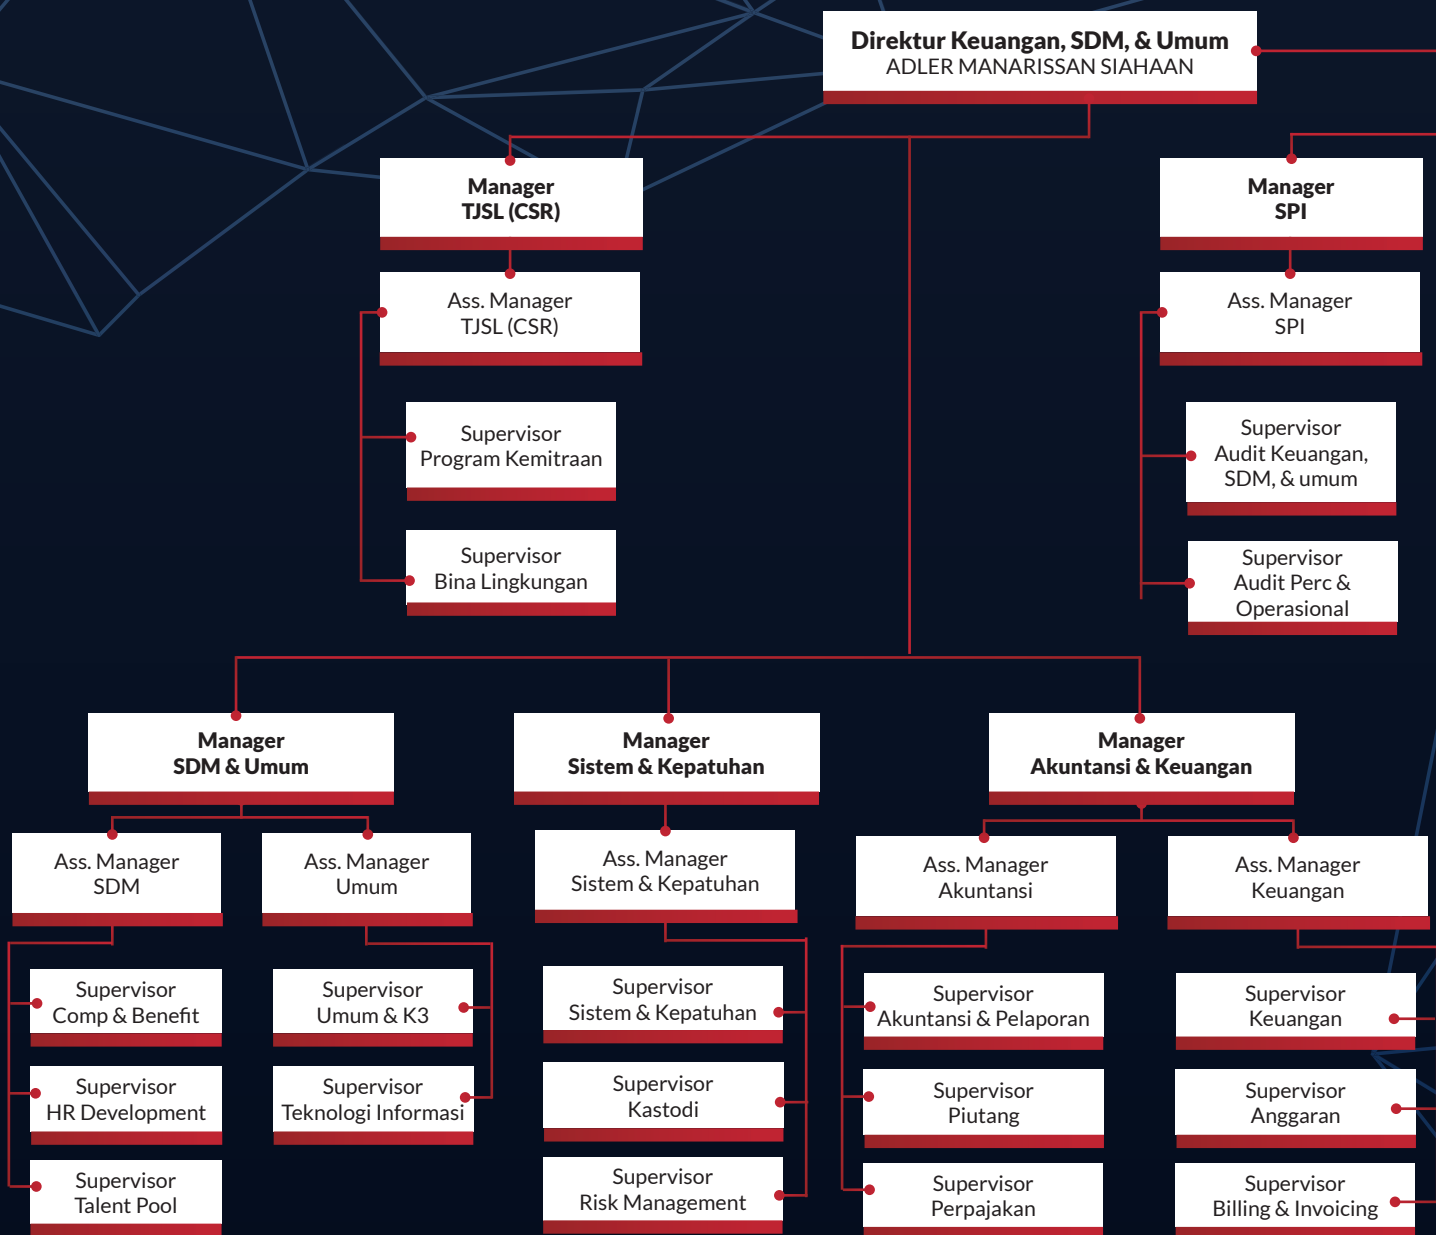 Direktur Keuangan, SDM, & Umum
ADLER MANARISSAN SIAHAAN
Manager
TJSL (CSR)
Ass. Manager
TJSL (CSR)
Supervisor
Program Kemitraan
Supervisor
Bina Lingkungan
Manager
SPI
Ass. Manager
SPI
Supervisor
Audit Keuangan,
SDM, & umum
Supervisor
Audit Perc &
Operasional
Manager
SDM & Umum
Ass. Manager
SDM
Supervisor
Comp & Benefit
Supervisor
HR Development
Supervisor
Talent Pool
Ass. Manager
Umum
Supervisor
Umum & K3
Supervisor
Teknologi Informasi
Manager
Sistem & Kepatuhan
Ass. Manager
Sistem & Kepatuhan
Supervisor
Sistem & Kepatuhan
Supervisor
Kastodi
Supervisor
Risk Management
Manager
Akuntansi & Keuangan
Ass. Manager
Akuntansi
Supervisor
Akuntansi & Pelaporan
Supervisor
Piutang
Supervisor
Perpajakan
Ass. Manager
Keuangan
Supervisor
Keuangan
Supervisor
Anggaran
Supervisor
Billing & Invoicing